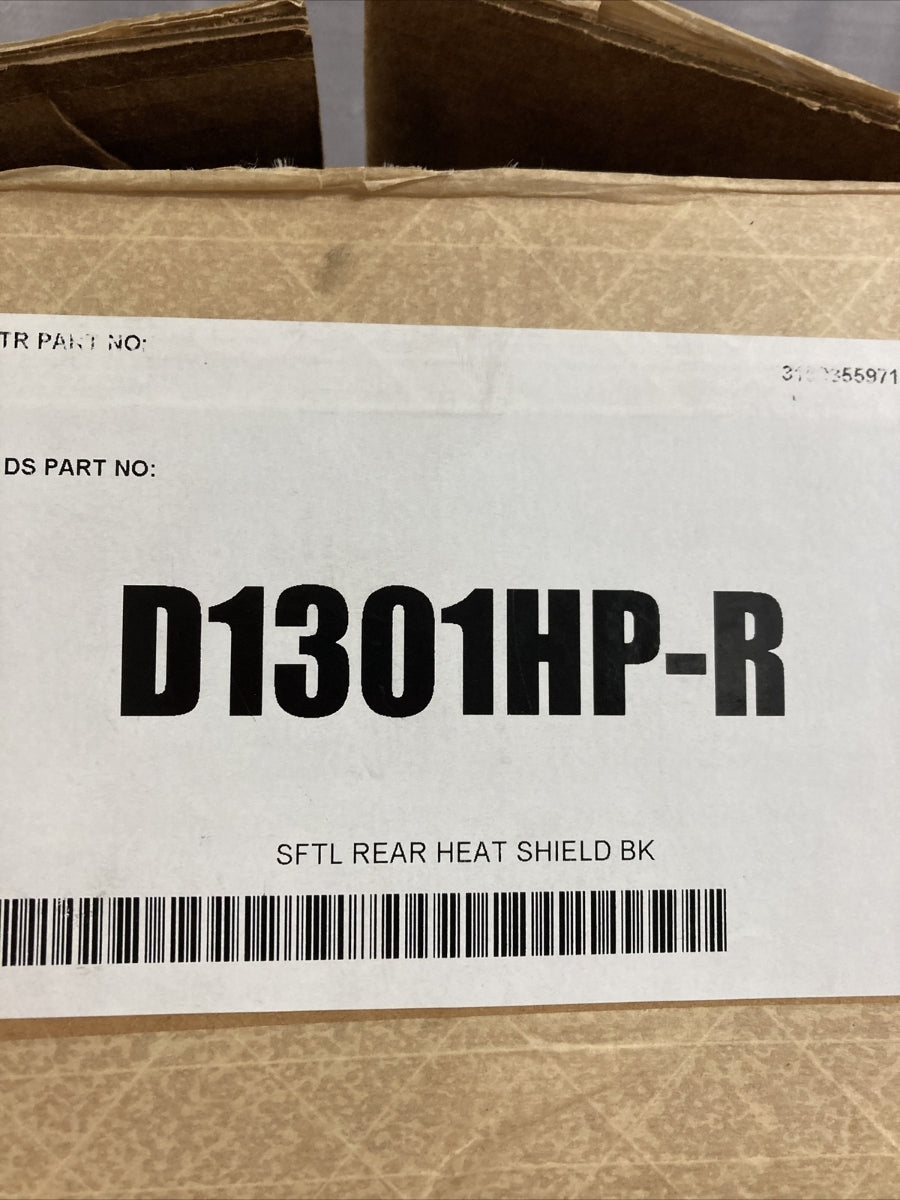 TR PART NO:
DS PART NO:
D1301HP-R
SFTL REAR HEAT SHIELD BK